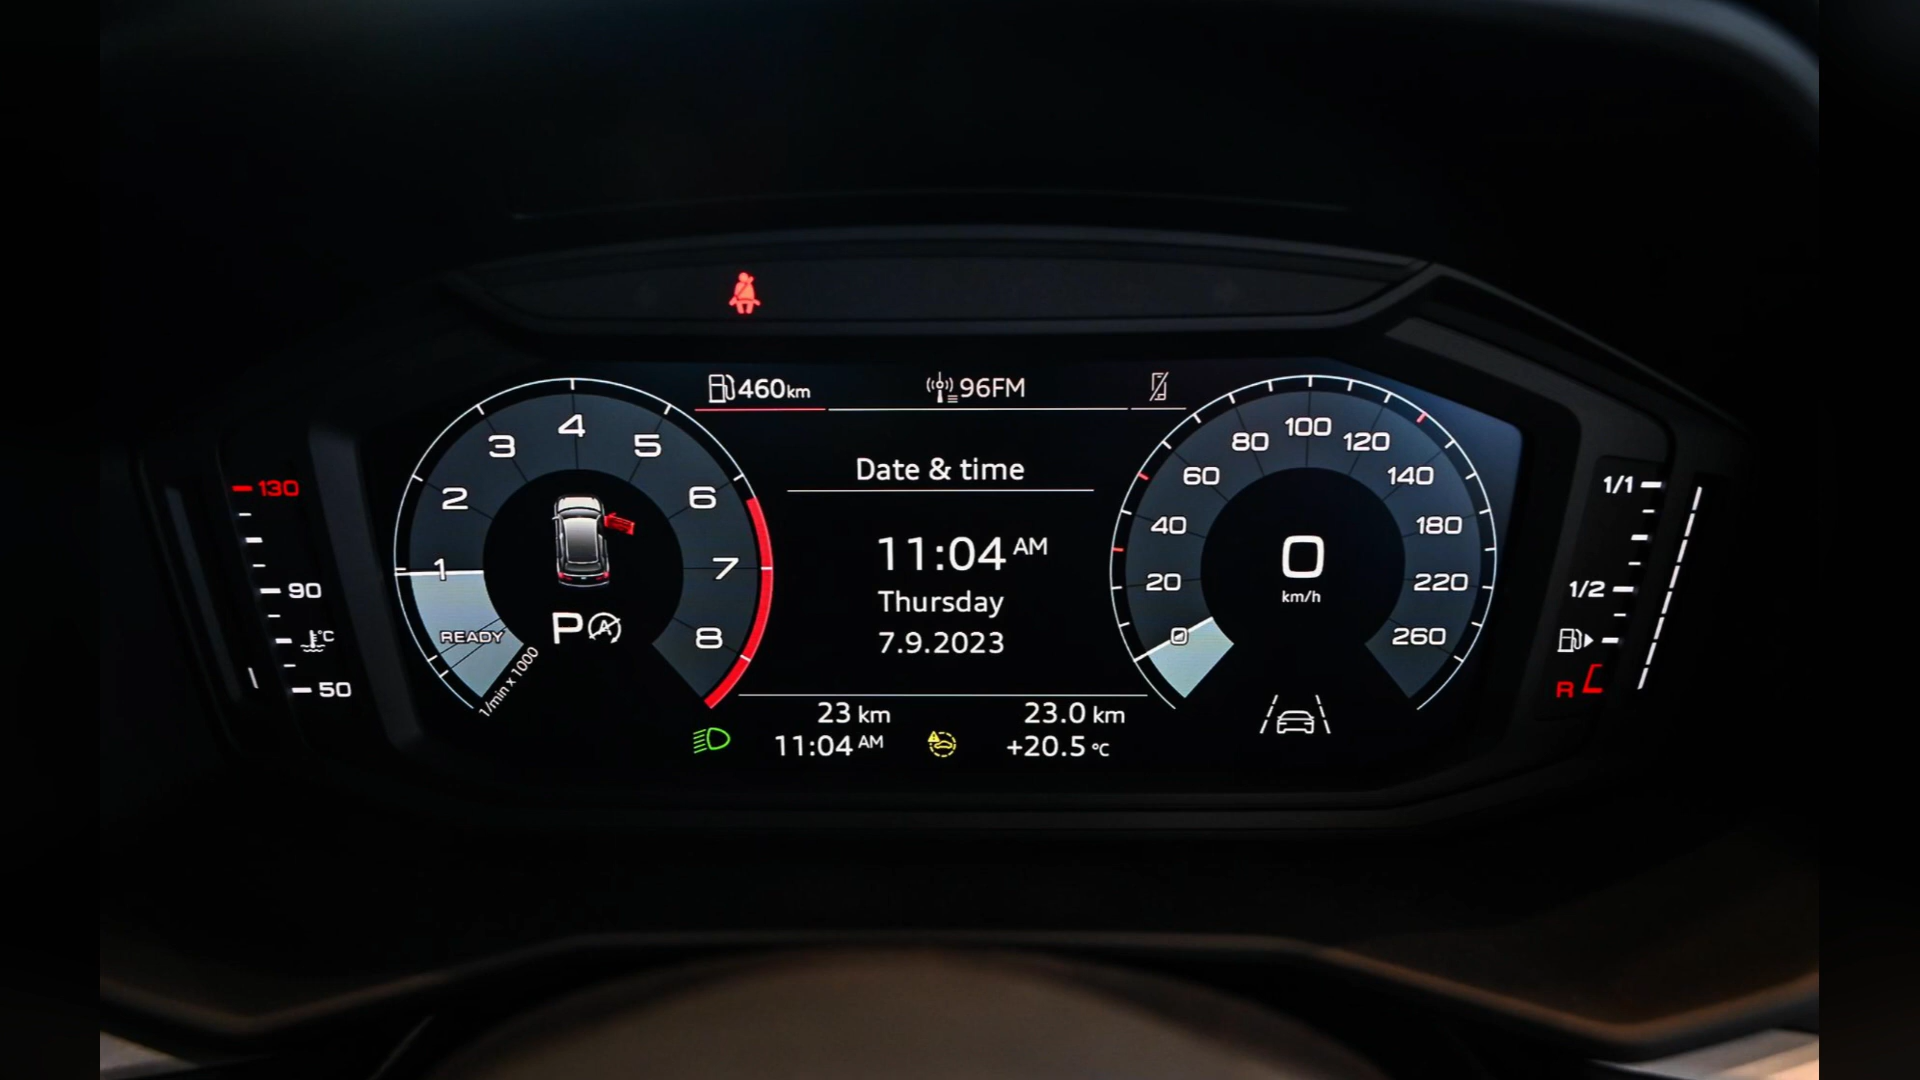 460km
96FM
Date & time
11:04 AM
Thursday
7.9.2023
23 km
11:04 AM
23.0 km
+20.5 °C
1
2
3
4
5
6
7
8
READY
1/min x 1000
P
A
0
20
40
60
80
100
120
140
180
220
260
0
km/h
130
90
°C
50
1/1
1/2
R